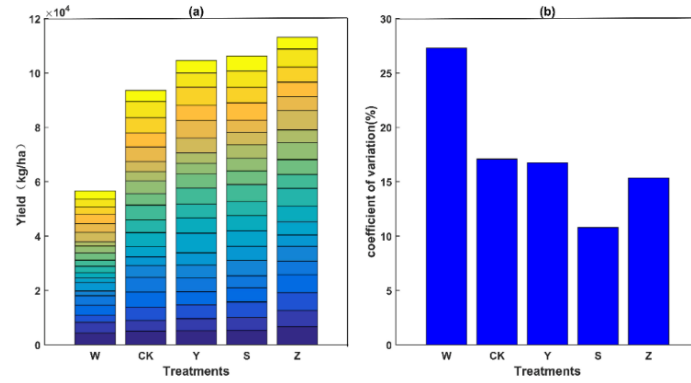 (a)
12 ×10⁴
10
8
6
4
2
0
Yield（kg/ha）
W CK Y S Z
Treatments
(b)
30
25
20
15
10
5
0
coefficient of variation(%)
W CK Y S Z
Treatments